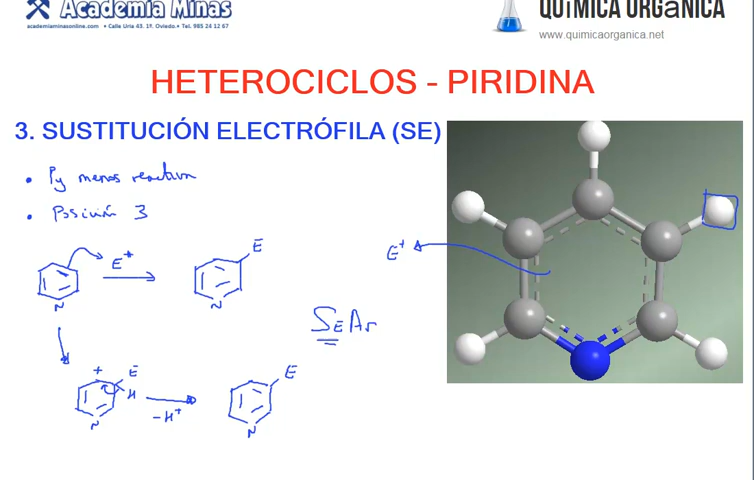 Academia Minas
academiaminasonline.com • Calle Uría 43. 1º. Oviedo. Tel. 985 24 12 67
QUÍMICA ORGáNICA
www.quimicaorganica.net
HETEROCICLOS - PIRIDINA
3. SUSTITUCIÓN ELECTRÓFILA (SE)
• Py menos reactiva
• Posición 3
E+
N
E
N
E+
SEAr
+
E
H
N
-H+
E
N